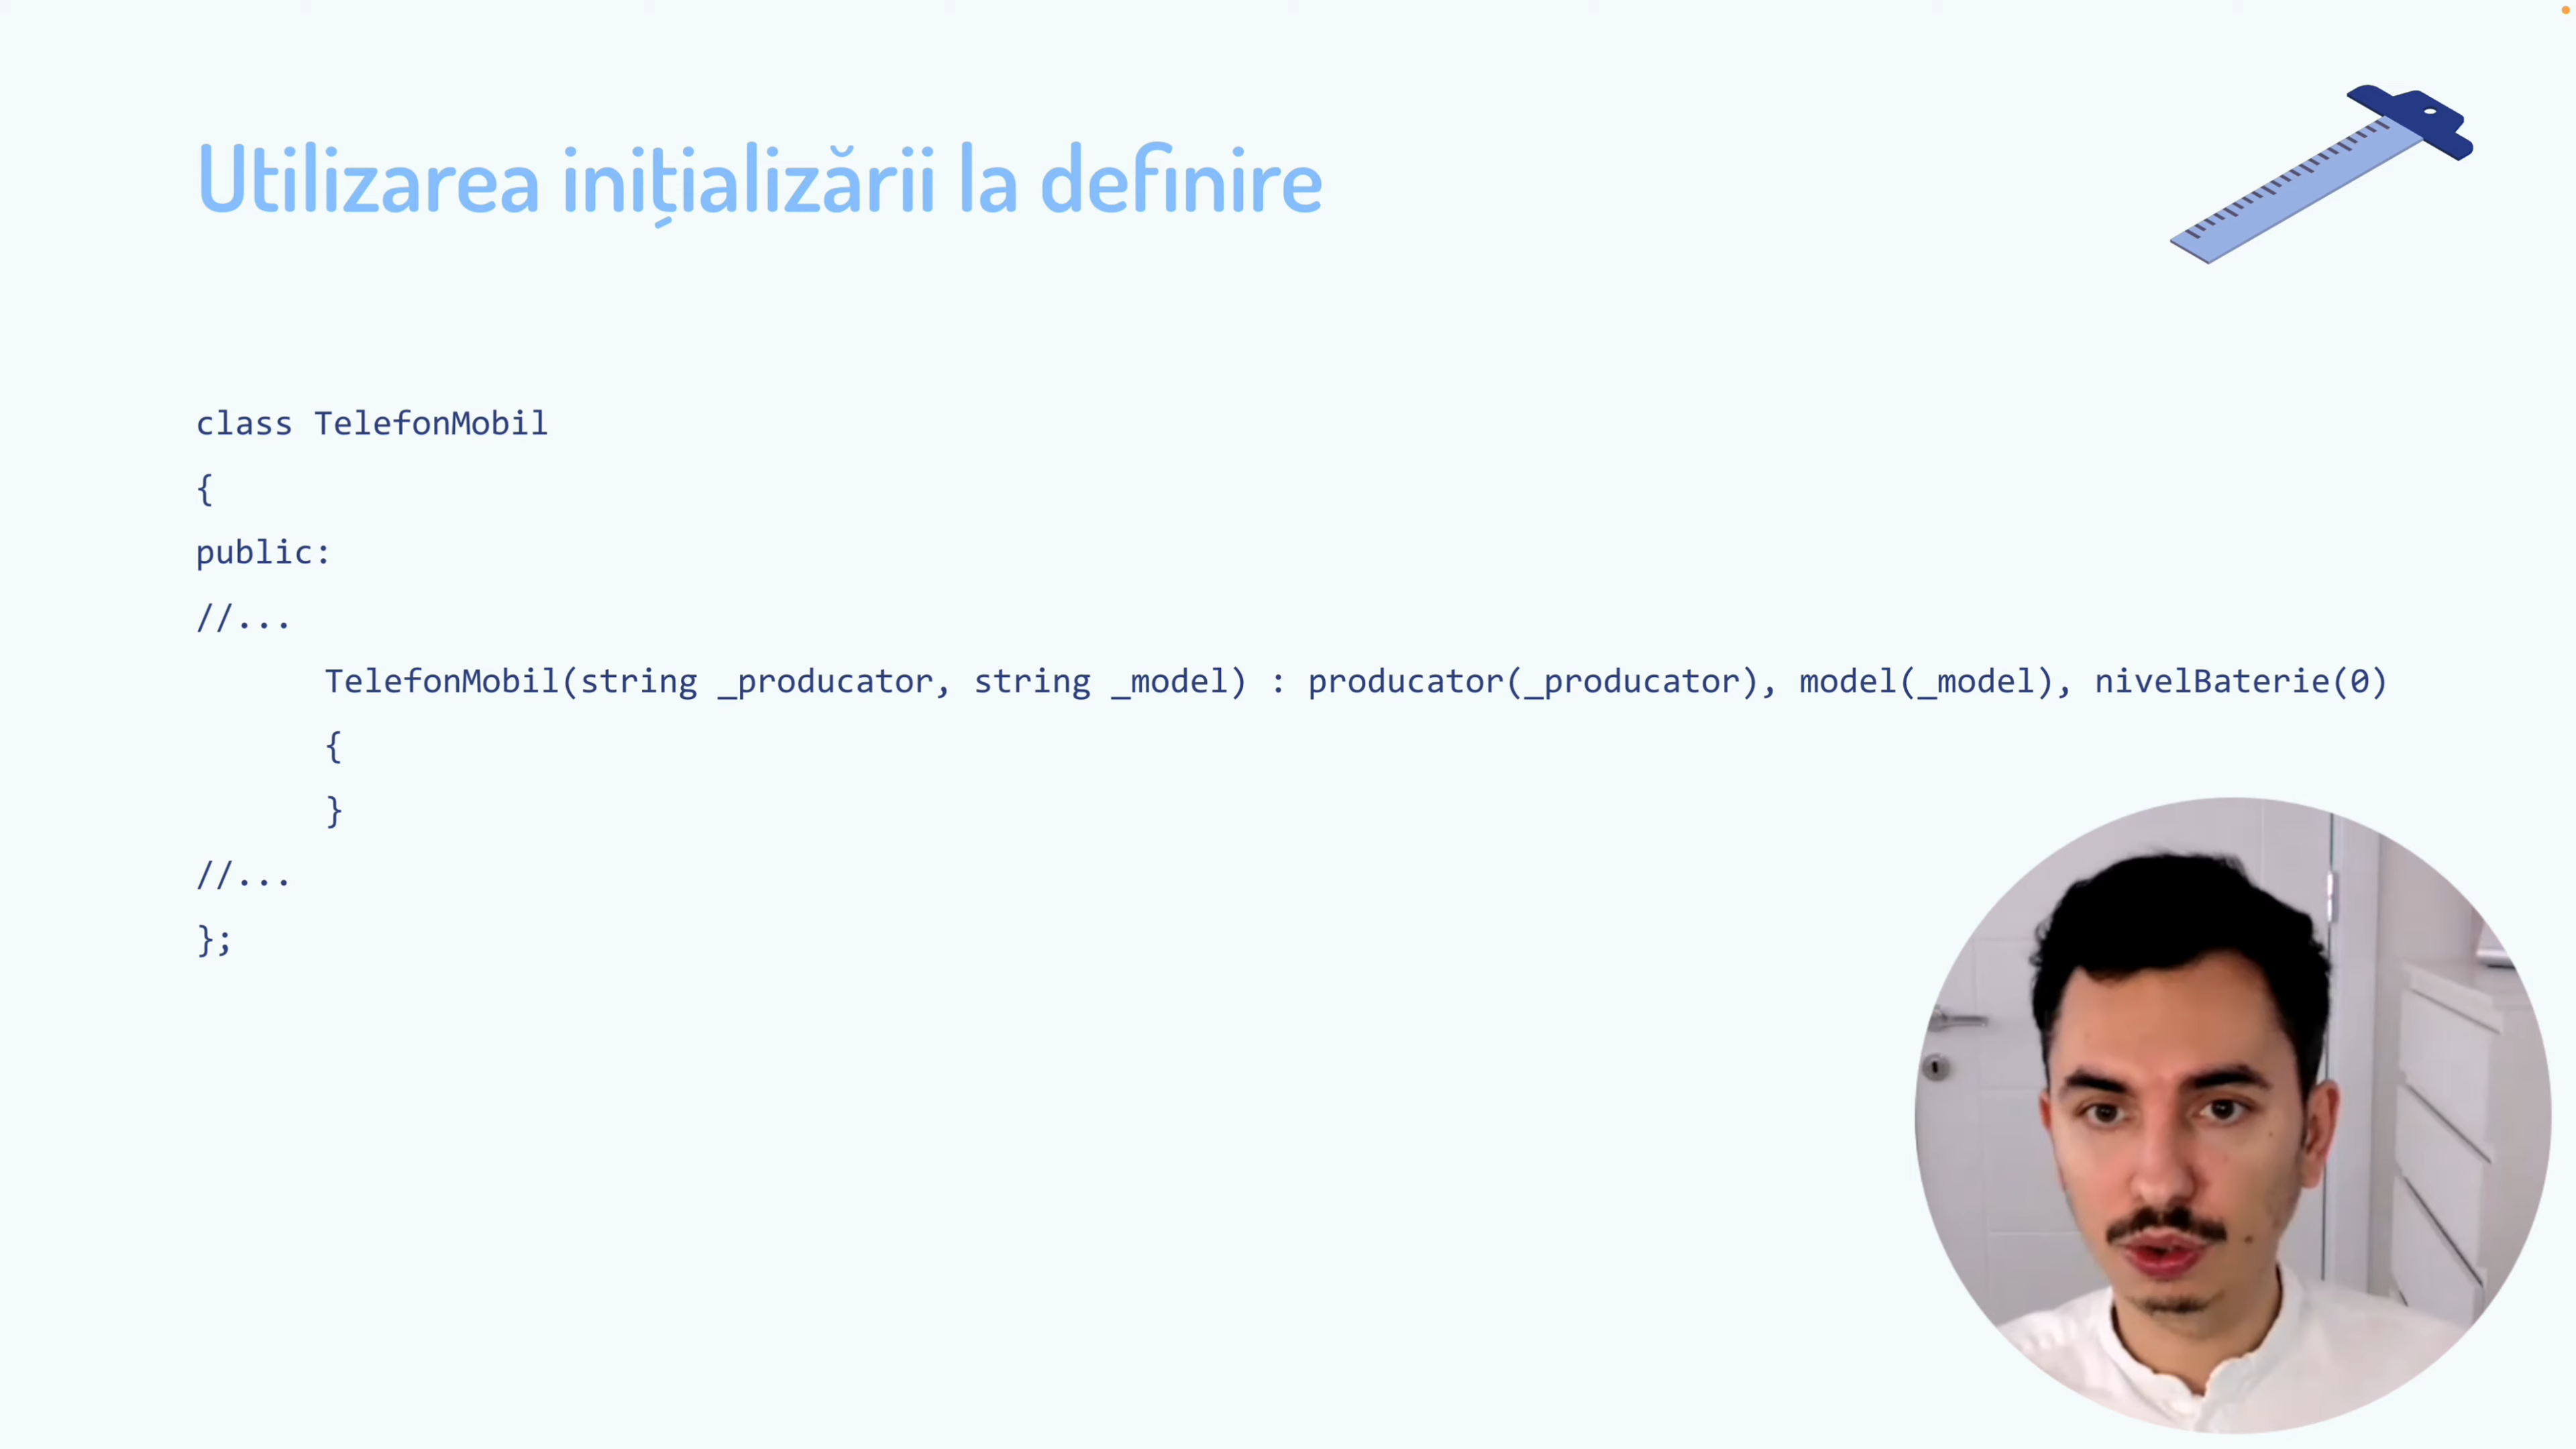 Utilizarea inițializării la definire
class TelefonMobil
{
public:
//...
TelefonMobil(string _producator, string _model) : producator(_producator), model(_model), nivelBaterie(0)
{
}
//...
};